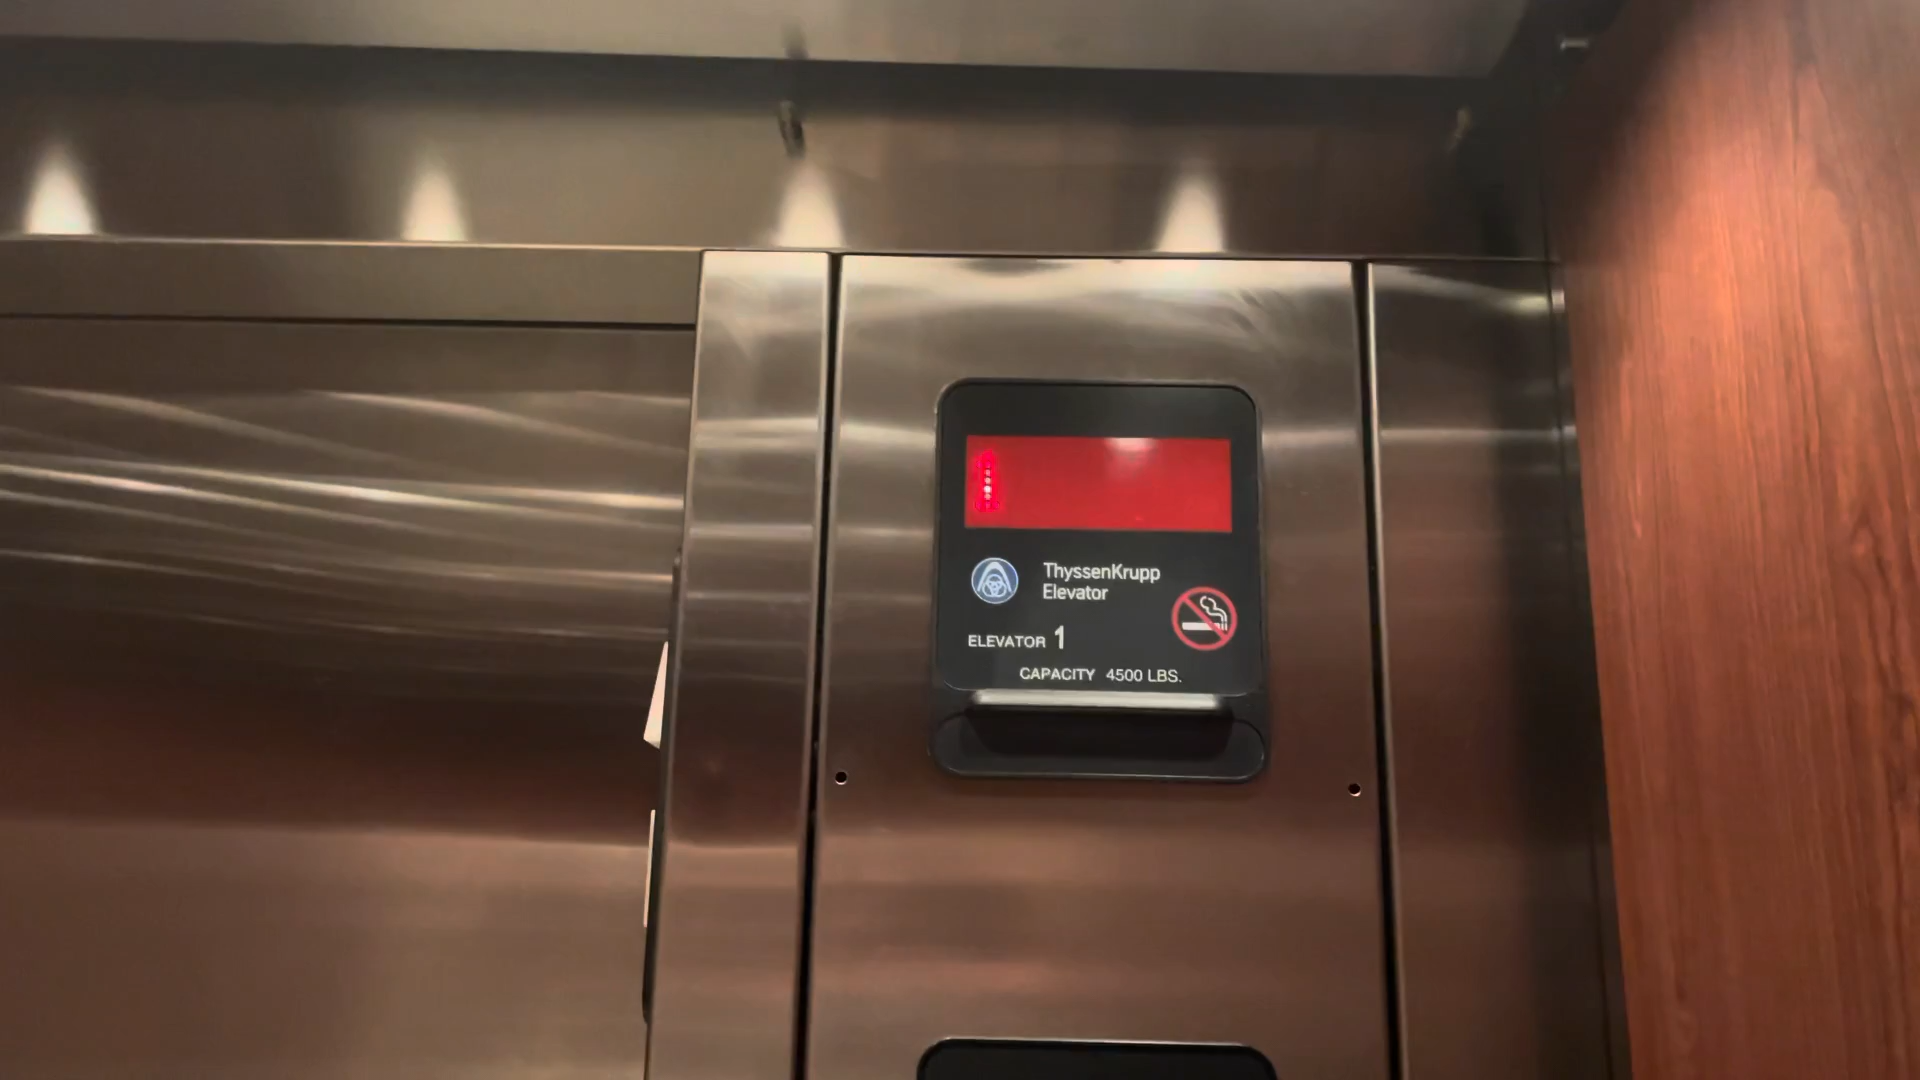 ThyssenKrupp
Elevator
ELEVATOR 1
CAPACITY 4500 LBS.